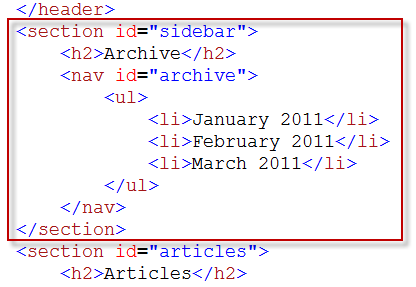 </header>
<section id="sidebar">
<h2>Archive</h2>
<nav id="archive">
<ul>
<li>January 2011</li>
<li>February 2011</li>
<li>March 2011</li>
</ul>
</nav>
</section>
<section id="articles">
<h2>Articles</h2>